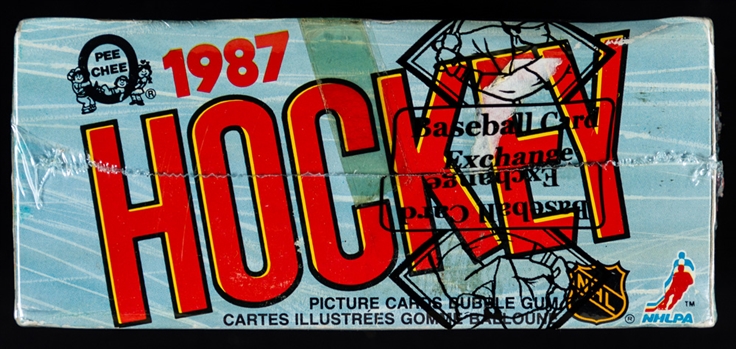 O
PEE
CHEE
®
1987
HOCKEY
Baseball Card
Exchange
Exchange
Baseball Card
PICTURE CARDS BUBBLE GUM
CARTES ILLUSTRÉES GOMME BALLOUNE
NHL
®
NHLPA
TM